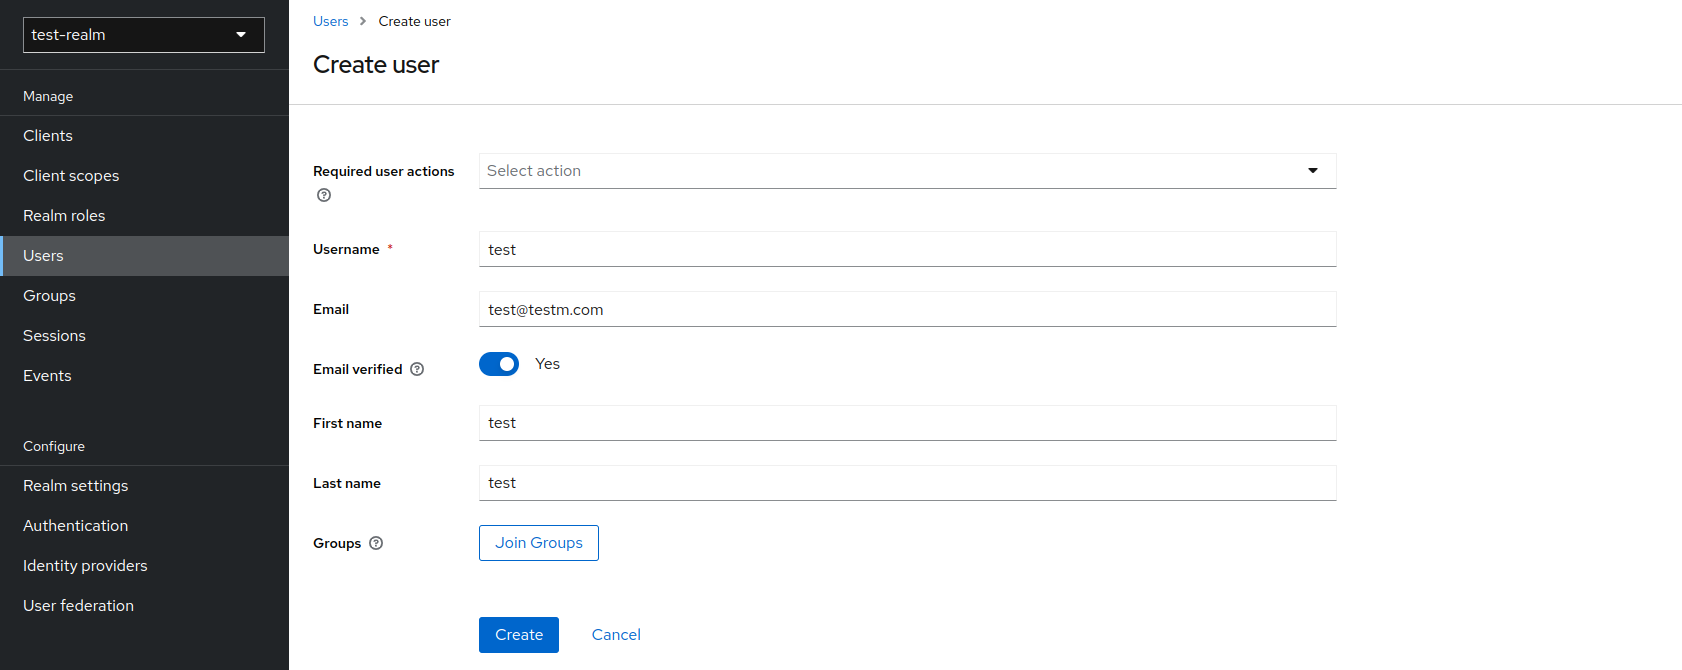 test-realm
Manage
Clients
Client scopes
Realm roles
Users
Groups
Sessions
Events
Configure
Realm settings
Authentication
Identity providers
User federation
Users > Create user
Create user
Required user actions
Select action
Username * test
Email test@testm.com
Email verified Yes
First name test
Last name test
Groups Join Groups
Create Cancel